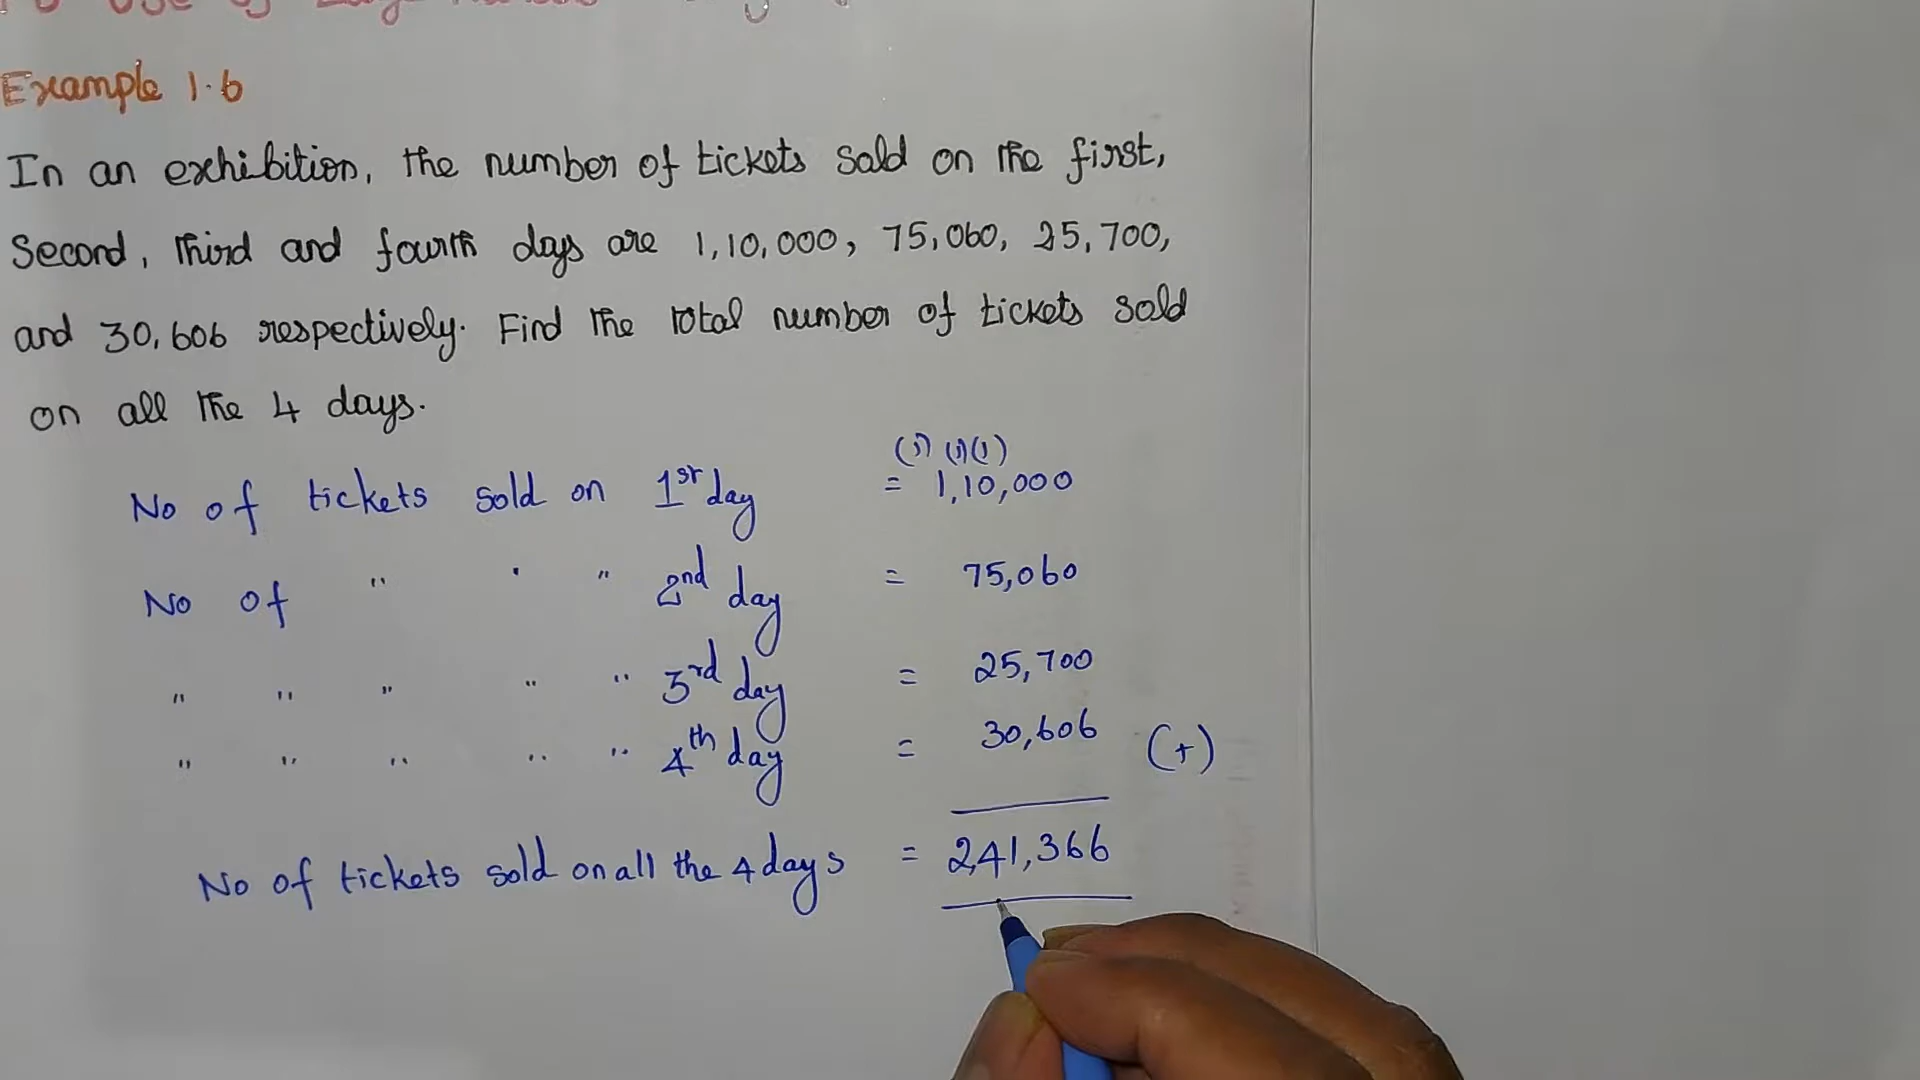 Example 1.6
In an exhibition, the number of tickets sold on the first,
Second, third and fourth days are 1,10,000, 75,060, 25,700,
and 30,606 respectively. Find the total number of tickets sold
on all the 4 days.
(1) (1)(1)
No of tickets sold on 1st day = 1,10,000
No of " " " 2nd day = 75,060
" " " " " 3rd day = 25,700
" " " " " 4th day = 30,606 (+)
No of tickets sold on all the 4 days = 2,41,366